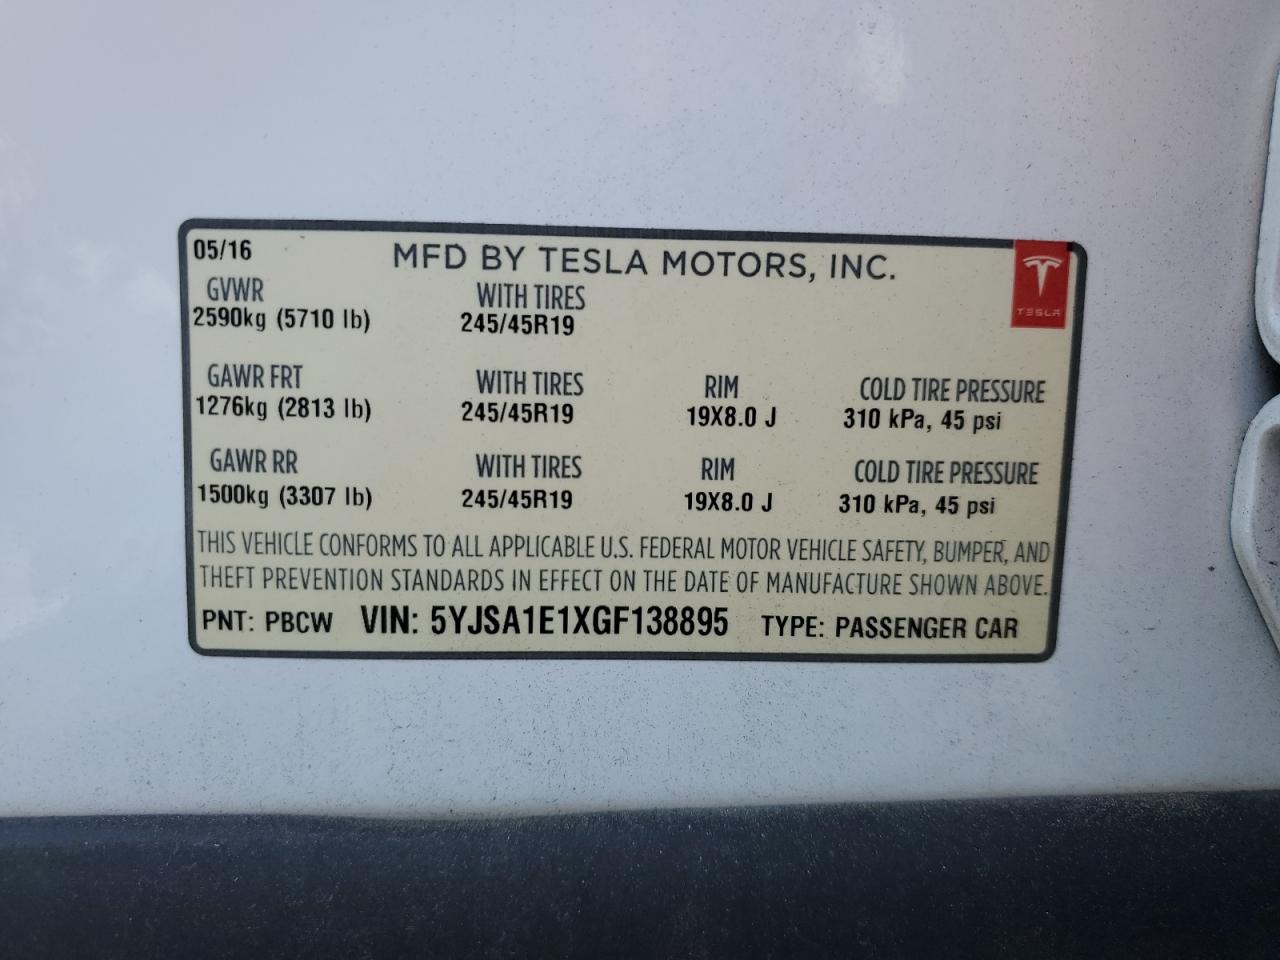 05/16 MFD BY TESLA MOTORS, INC.
TESLA
GVWR WITH TIRES
2590kg (5710 lb) 245/45R19
GAWR FRT WITH TIRES RIM COLD TIRE PRESSURE
1276kg (2813 lb) 245/45R19 19X8.0 J 310 kPa, 45 psi
GAWR RR WITH TIRES RIM COLD TIRE PRESSURE
1500kg (3307 lb) 245/45R19 19X8.0 J 310 kPa, 45 psi
THIS VEHICLE CONFORMS TO ALL APPLICABLE U.S. FEDERAL MOTOR VEHICLE SAFETY, BUMPER, AND
THEFT PREVENTION STANDARDS IN EFFECT ON THE DATE OF MANUFACTURE SHOWN ABOVE.
PNT: PBCW VIN: 5YJSA1E1XGF138895 TYPE: PASSENGER CAR